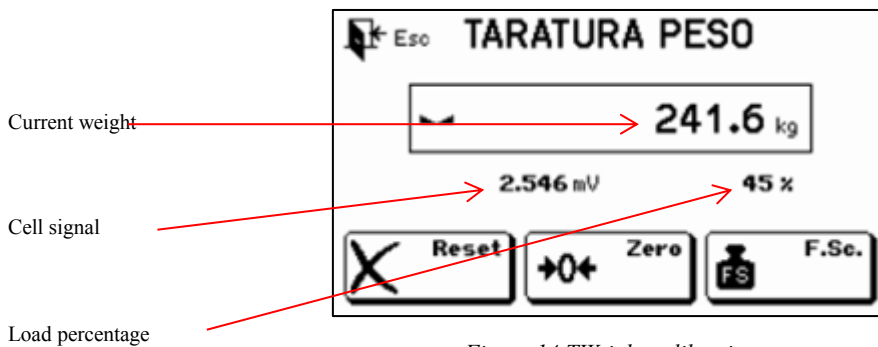 Esc TARATURA PESO
Current weight
241.6 kg
2.546 mV 45 %
Cell signal
Reset Zero F.Sc.
→0←
FS
Load percentage